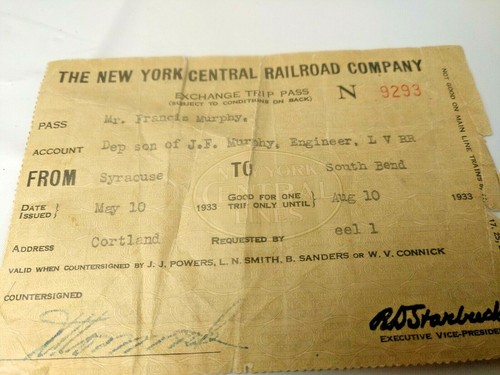 THE NEW YORK CENTRAL RAILROAD COMPANY
EXCHANGE TRIP PASS
(SUBJECT TO CONDITIONS ON BACK)
N 9293
PASS Mr. Francis Murphy.
ACCOUNT Dep son of J.F. Murphy, Engineer, L V RR
FROM Syracuse TO South Bend
DATE ISSUED May 10 1933 GOOD FOR ONE TRIP ONLY UNTIL Aug 10 1933
ADDRESS Cortland REQUESTED BY eel 1
VALID WHEN COUNTERSIGNED BY J. J. POWERS, L. N. SMITH, B. SANDERS OR W. V. CONNICK
COUNTERSIGNED
R D Starbuck
EXECUTIVE VICE-PRESIDE
NOT GOOD ON MAIN LINE TRAINS